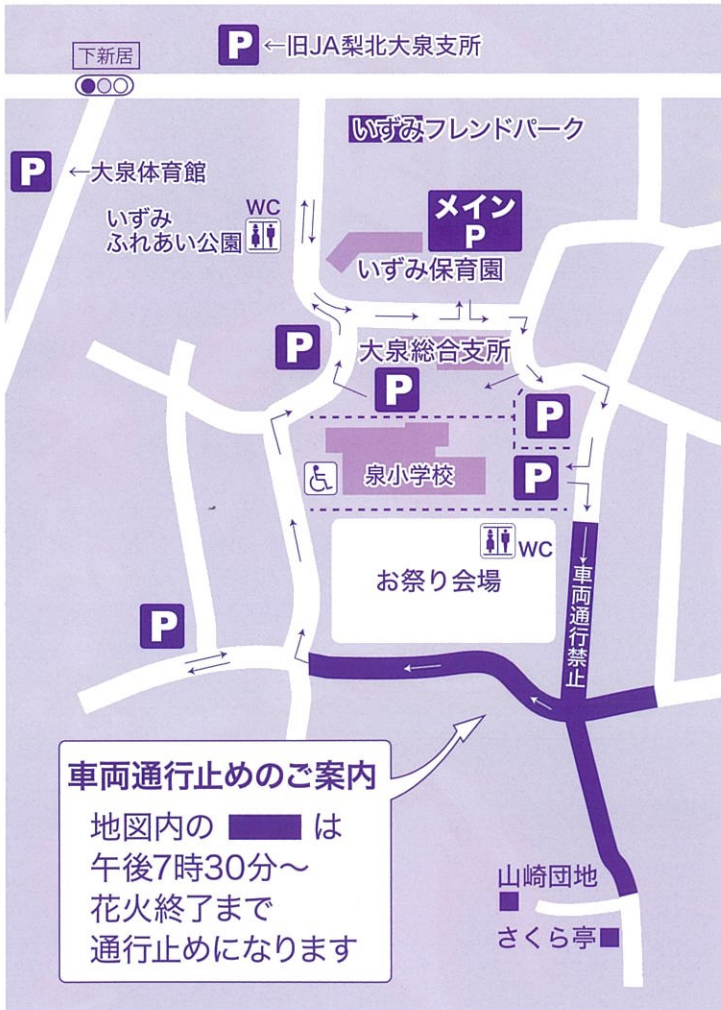 P ←旧JA梨北大泉支所
下新居
いずみフレンドパーク
P ←大泉体育館
WC
いずみ
ふれあい公園
メイン
P
いずみ保育園
P
大泉総合支所
P
P
泉小学校
P
WC
お祭り会場
車両通行禁止
P
車両通行止めのご案内
地図内の は
午後7時30分～
花火終了まで
通行止めになります
山崎団地
さくら亭